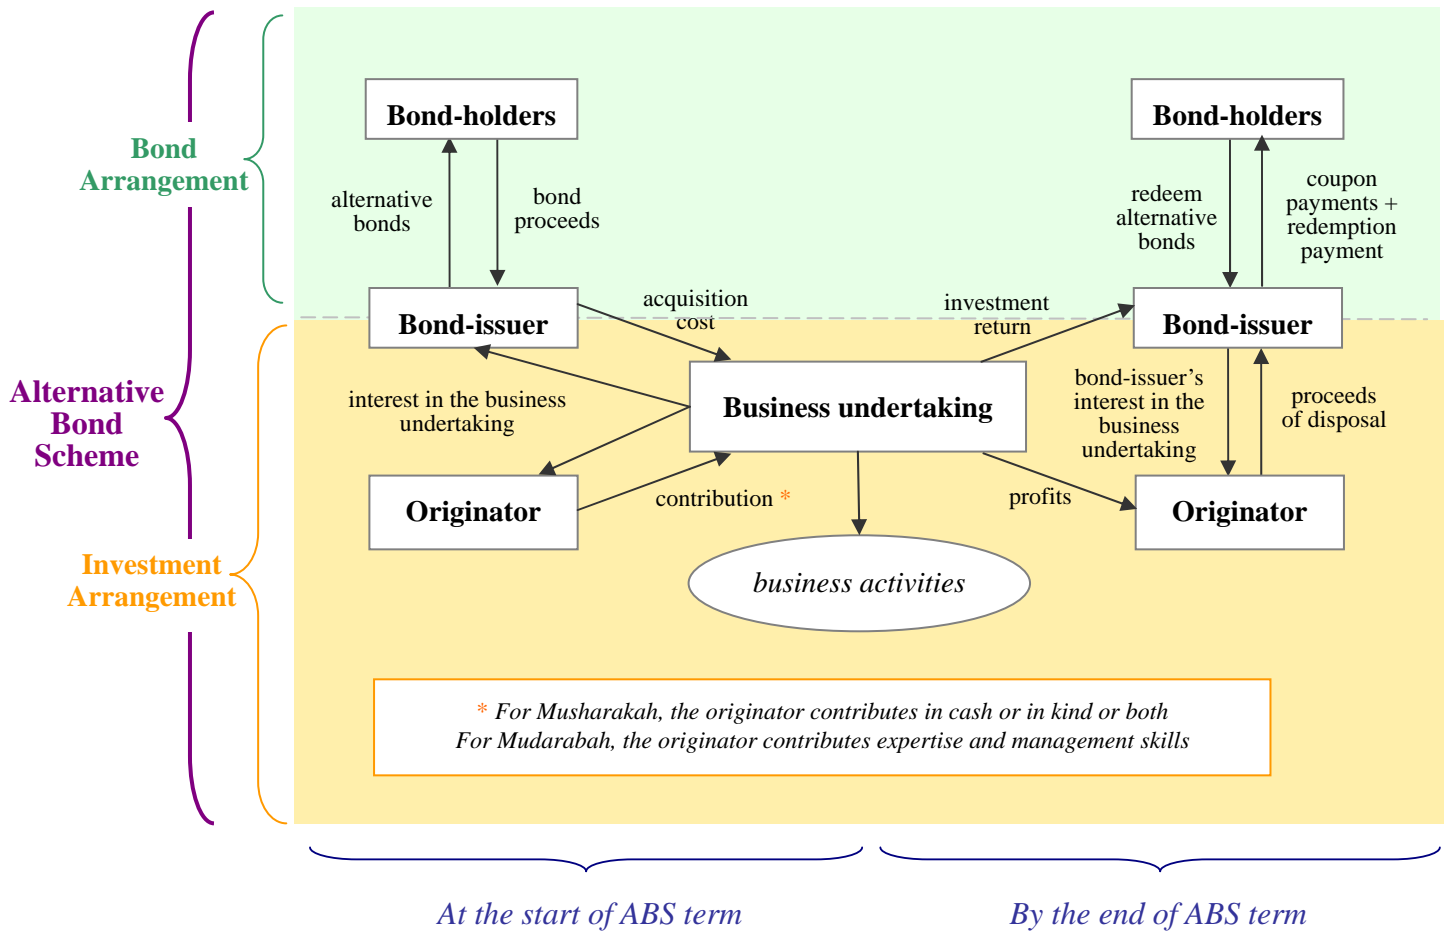 Bond-holders
Bond-holders
Bond
Arrangement
alternative
bonds
bond
proceeds
redeem
alternative
bonds
coupon
payments +
redemption
payment
Bond-issuer
acquisition
cost
investment
return
Bond-issuer
Alternative
Bond
Scheme
interest in the business
undertaking
Business undertaking
bond-issuer’s
interest in the
business
undertaking
proceeds
of disposal
Originator
contribution *
profits
Originator
Investment
Arrangement
business activities
* For Musharakah, the originator contributes in cash or in kind or both
For Mudarabah, the originator contributes expertise and management skills
At the start of ABS term
By the end of ABS term